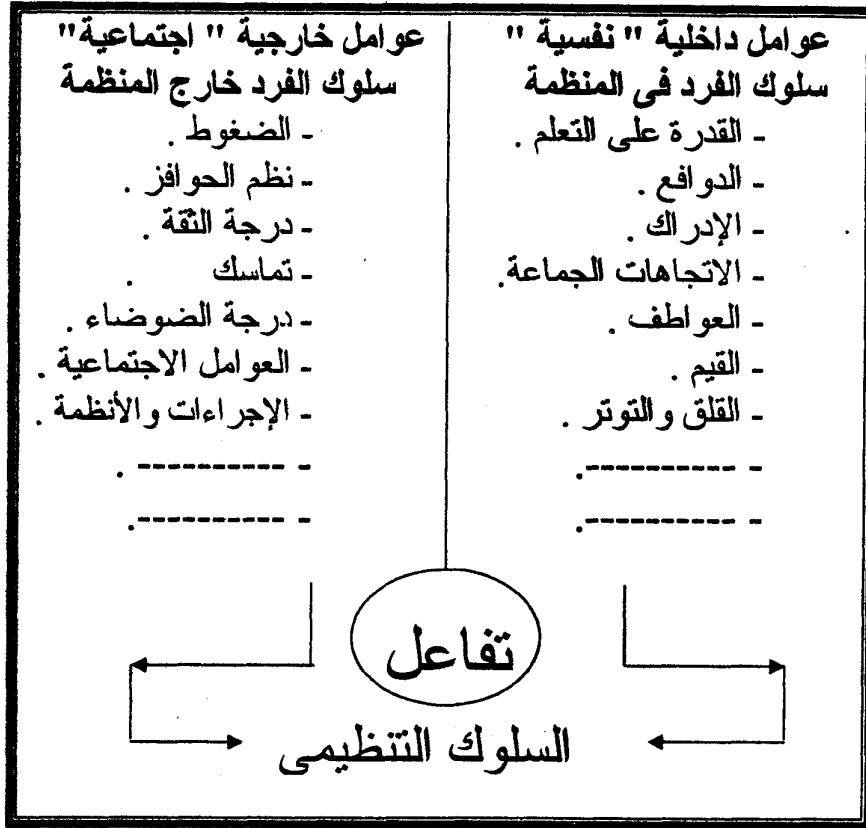 عوامل داخلية " نفسية "
سلوك الفرد فى المنظمة
- القدرة على التعلم .
- الدوافع .
- الإدراك .
- الاتجاهات الجماعة.
- العواطف .
- القيم .
- القلق والتوتر .
- ----------.
- ----------.
عوامل خارجية " اجتماعية"
سلوك الفرد خارج المنظمة
- الضغوط .
- نظم الحوافز .
- درجة الثقة .
- تماسك .
- درجة الضوضاء .
- العوامل الاجتماعية .
- الإجراءات والأنظمة .
- ---------- .
- ----------.
تفاعل
السلوك التنظيمى